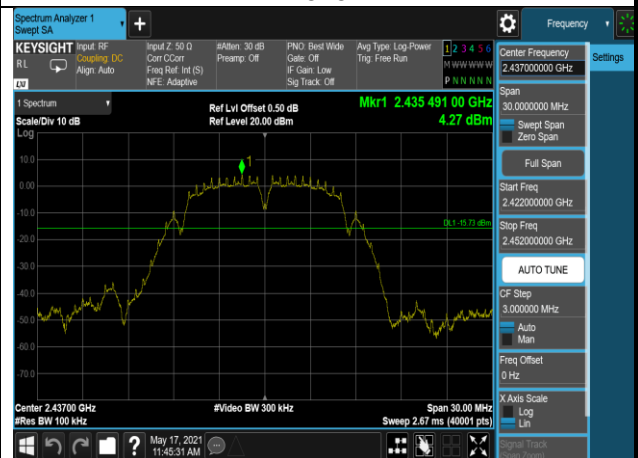 Spectrum Analyzer 1
Swept SA
Frequency
KEYSIGHT
RL
LXI
Input: RF
Coupling: DC
Align: Auto
Input Z: 50 Ω
Corr CCorr
Freq Ref: Int (S)
NFE: Adaptive
#Atten: 30 dB
Preamp: Off
PNO: Best Wide
Gate: Off
IF Gain: Low
Sig Track: Off
Avg Type: Log-Power
Trig: Free Run
1 2 3 4 5 6
M W W W W W
P N N N N N
1 Spectrum
Scale/Div 10 dB
Log
Ref Lvl Offset 0.50 dB
Ref Level 20.00 dBm
Mkr1 2.435 491 00 GHz
4.27 dBm
1
10.0
0.00
-10.0
-20.0
-30.0
-40.0
-50.0
-60.0
-70.0
DL1 -15.73 dBm
Center 2.43700 GHz
#Res BW 100 kHz
#Video BW 300 kHz
Span 30.00 MHz
Sweep 2.67 ms (40001 pts)
Center Frequency
2.437000000 GHz
Settings
Span
30.0000000 MHz
Swept Span
Zero Span
Full Span
Start Freq
2.422000000 GHz
Stop Freq
2.452000000 GHz
AUTO TUNE
CF Step
3.000000 MHz
Auto
Man
Freq Offset
0 Hz
X Axis Scale
Log
Lin
Signal Track
(Span Zoom)
?
May 17, 2021
11:45:31 AM